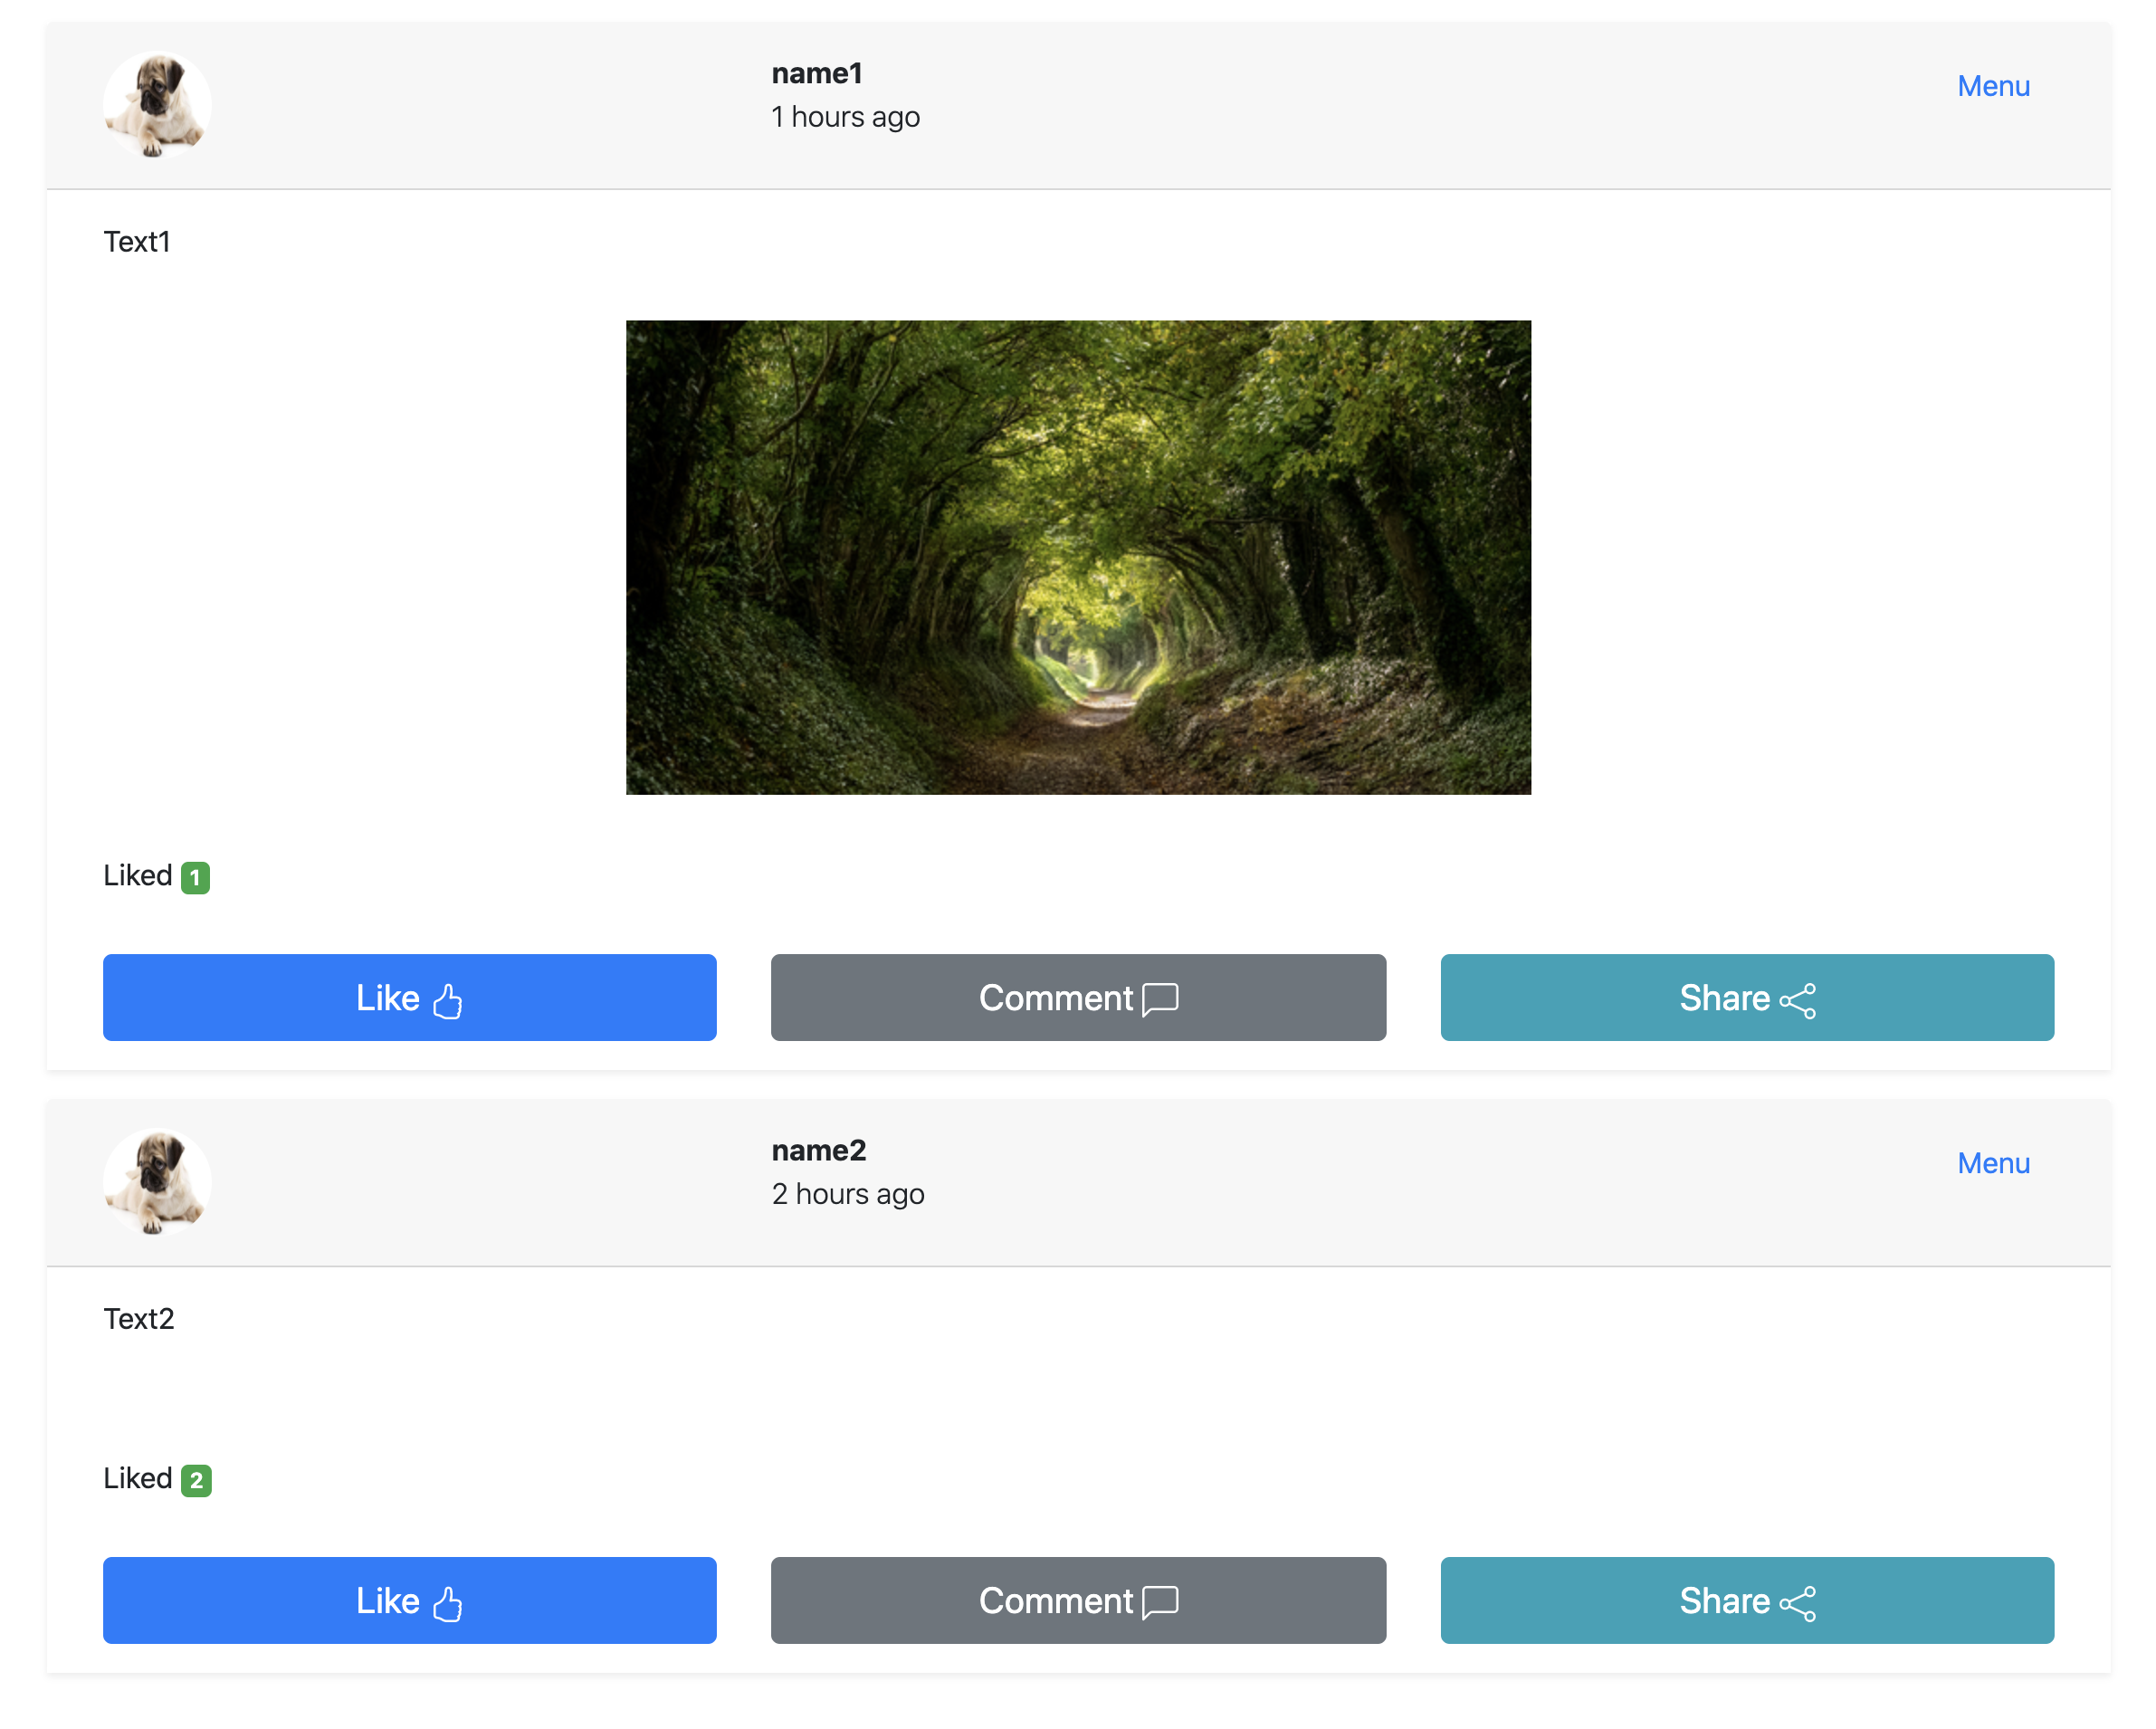 name1
1 hours ago
Menu
Text1
Liked 1
Like
Comment
Share
name2
2 hours ago
Menu
Text2
Liked 2
Like
Comment
Share